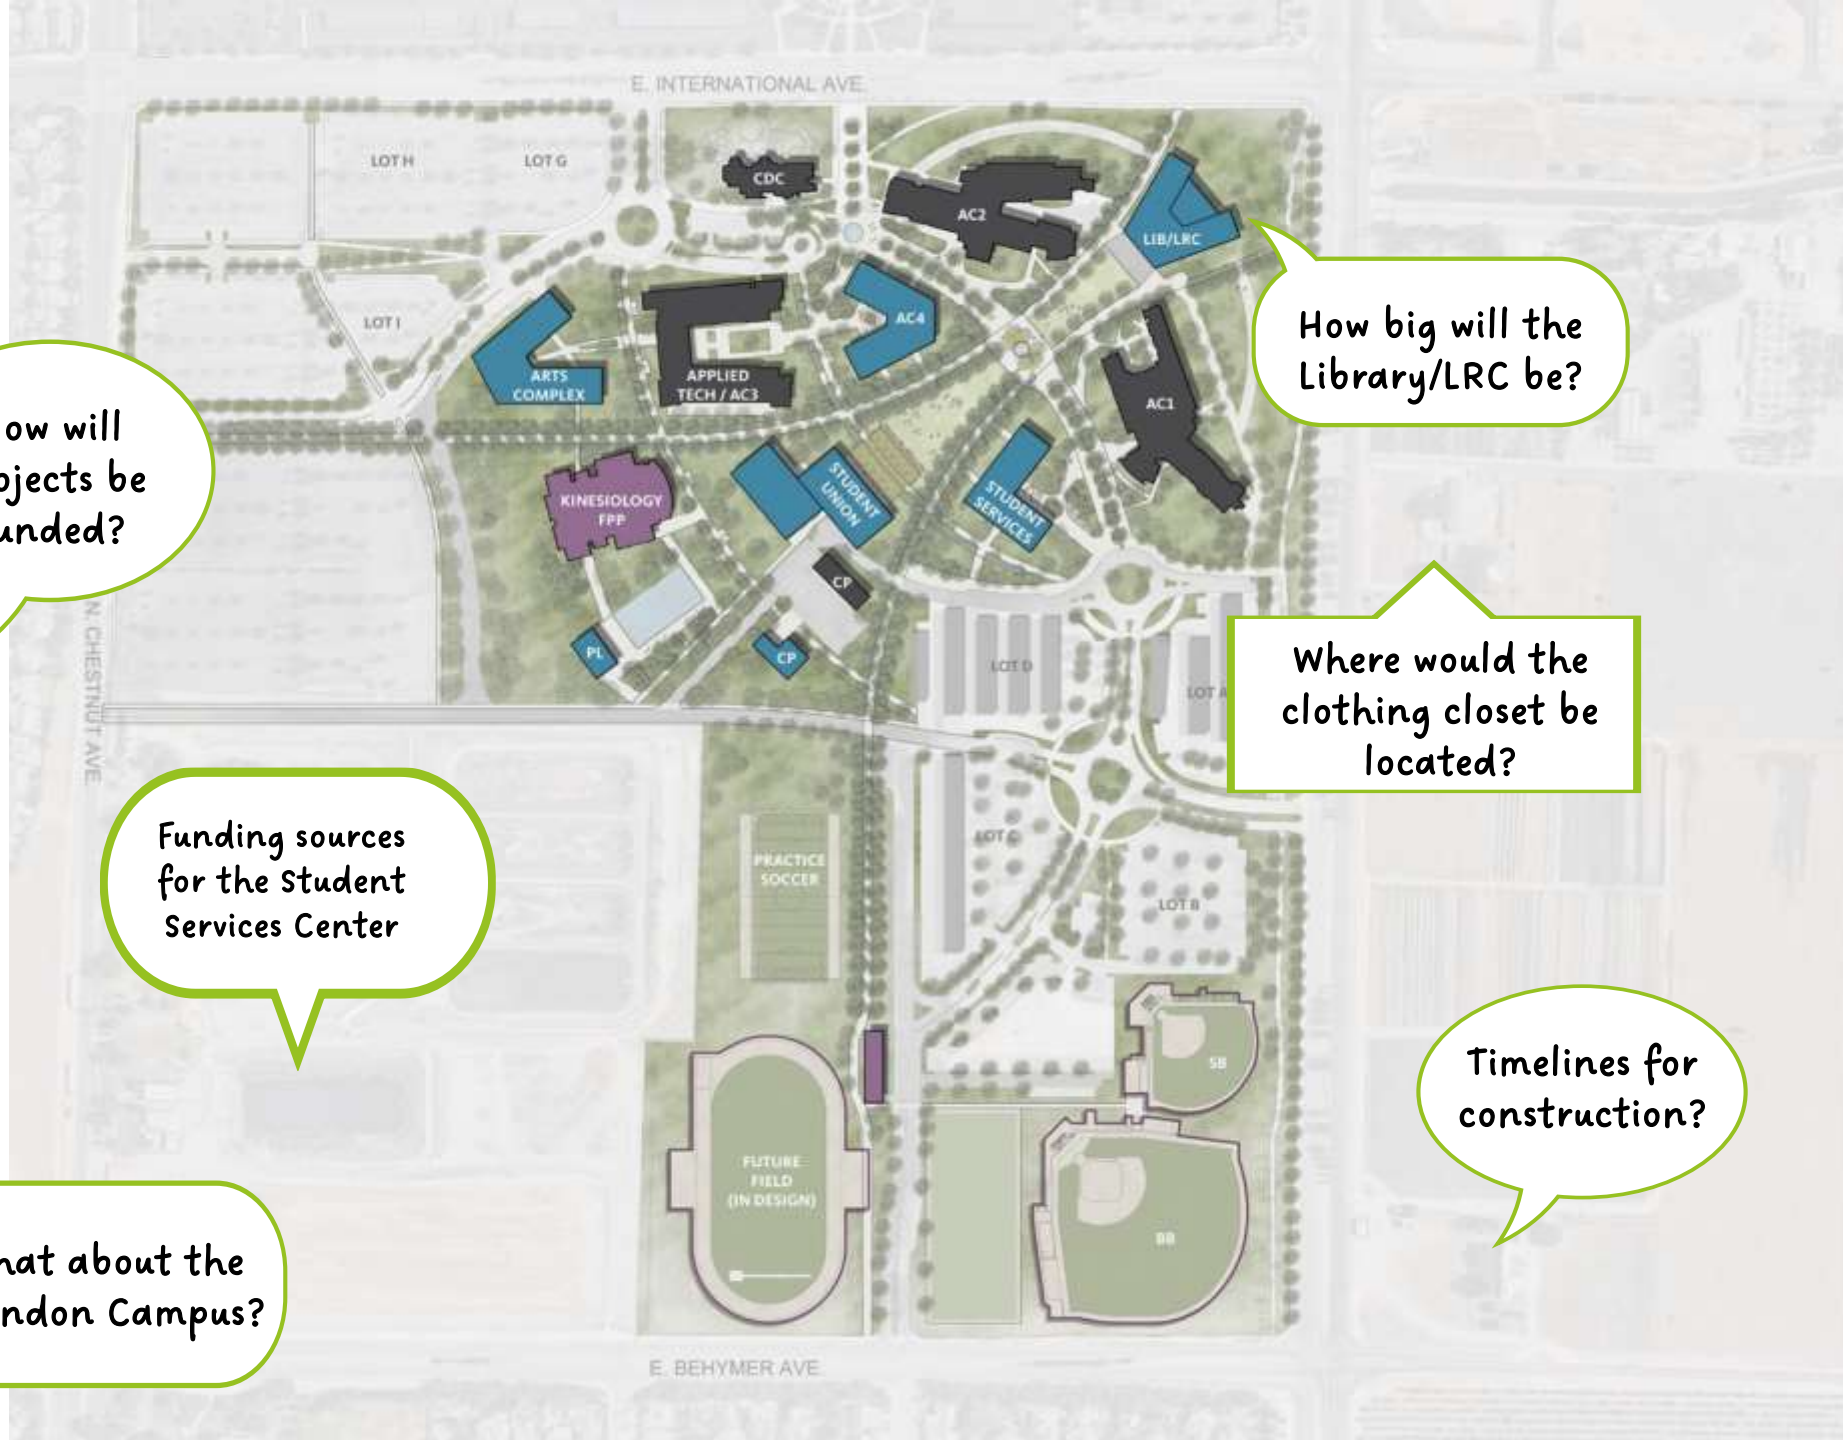 E. INTERNATIONAL AVE.
LOT H
LOT G
CDC
AC2
LIB/LRC
LOT I
AC4
ARTS
COMPLEX
APPLIED
TECH / AC3
AC1
How big will the
Library/LRC be?
ow will
ojects be
unded?
KINESIOLOGY
FPP
STUDENT
UNION
STUDENT
SERVICES
CP
PL
CP
LOT D
LOT A
N. CHESTNUT AVE.
Where would the
clothing closet be
located?
Funding sources
for the Student
Services Center
PRACTICE
SOCCER
LOT C
LOT B
SB
Timelines for
construction?
FUTURE
FIELD
(IN DESIGN)
BB
hat about the
ndon Campus?
E. BEHYMER AVE.